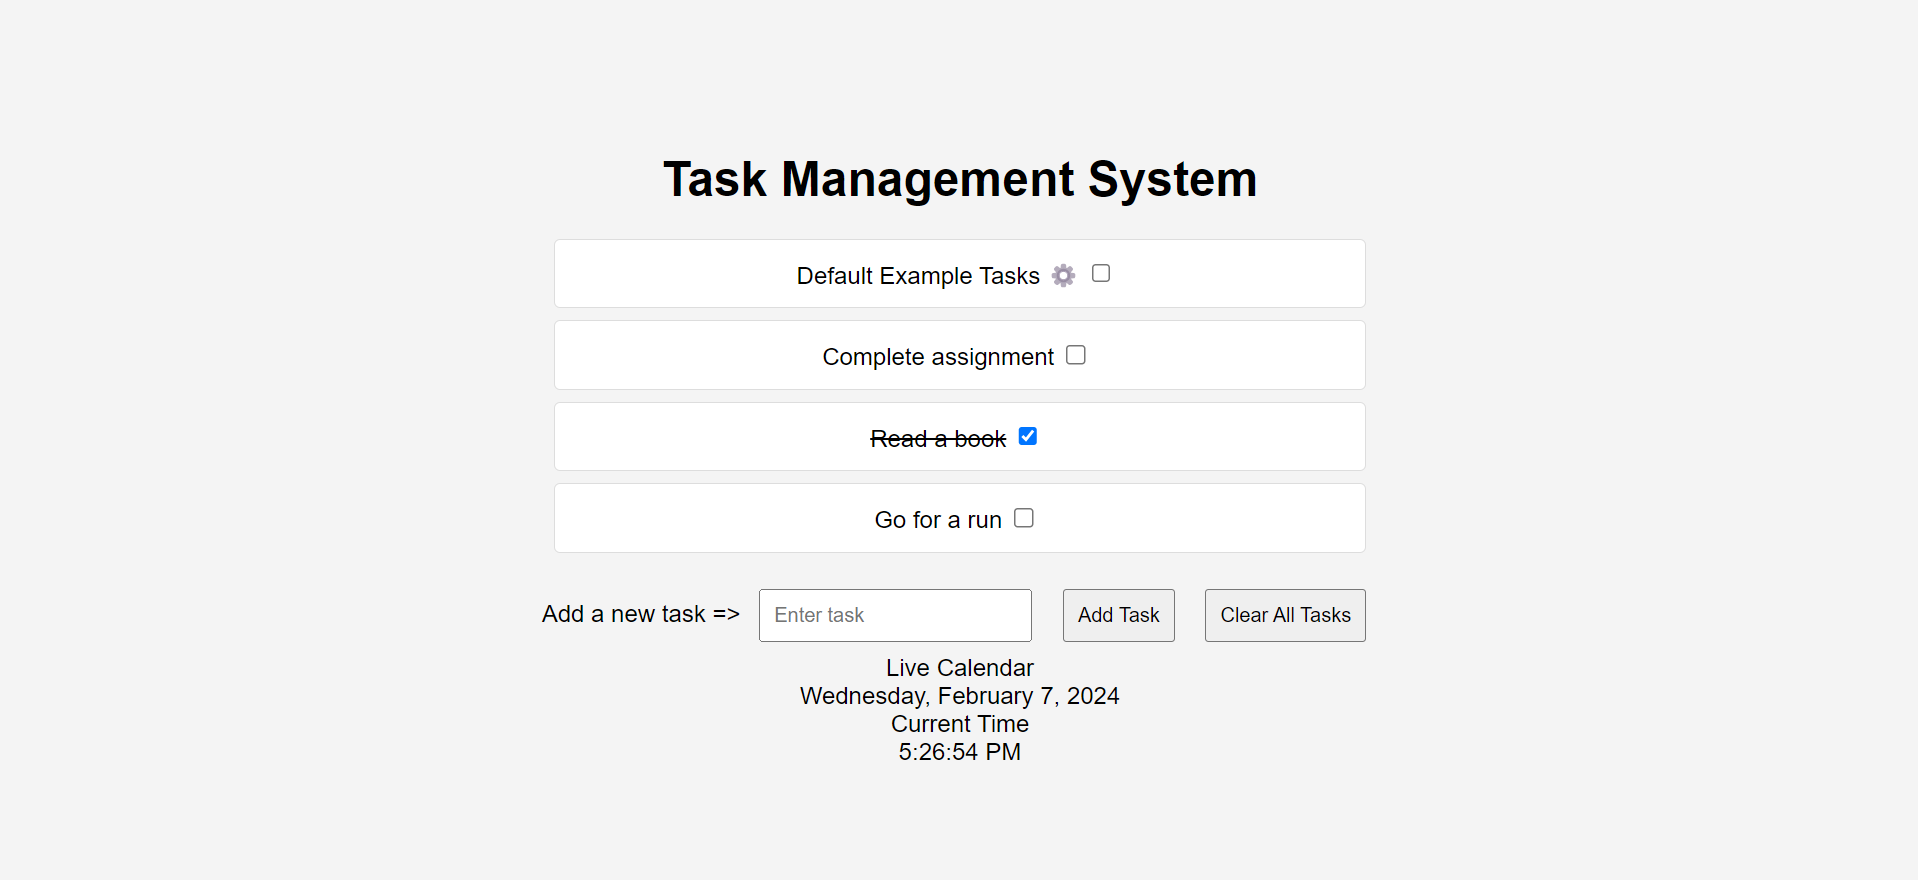 Task Management System
Default Example Tasks ⚙️
Complete assignment
Read a book
Go for a run
Add a new task => Enter task Add Task Clear All Tasks
Live Calendar
Wednesday, February 7, 2024
Current Time
5:26:54 PM